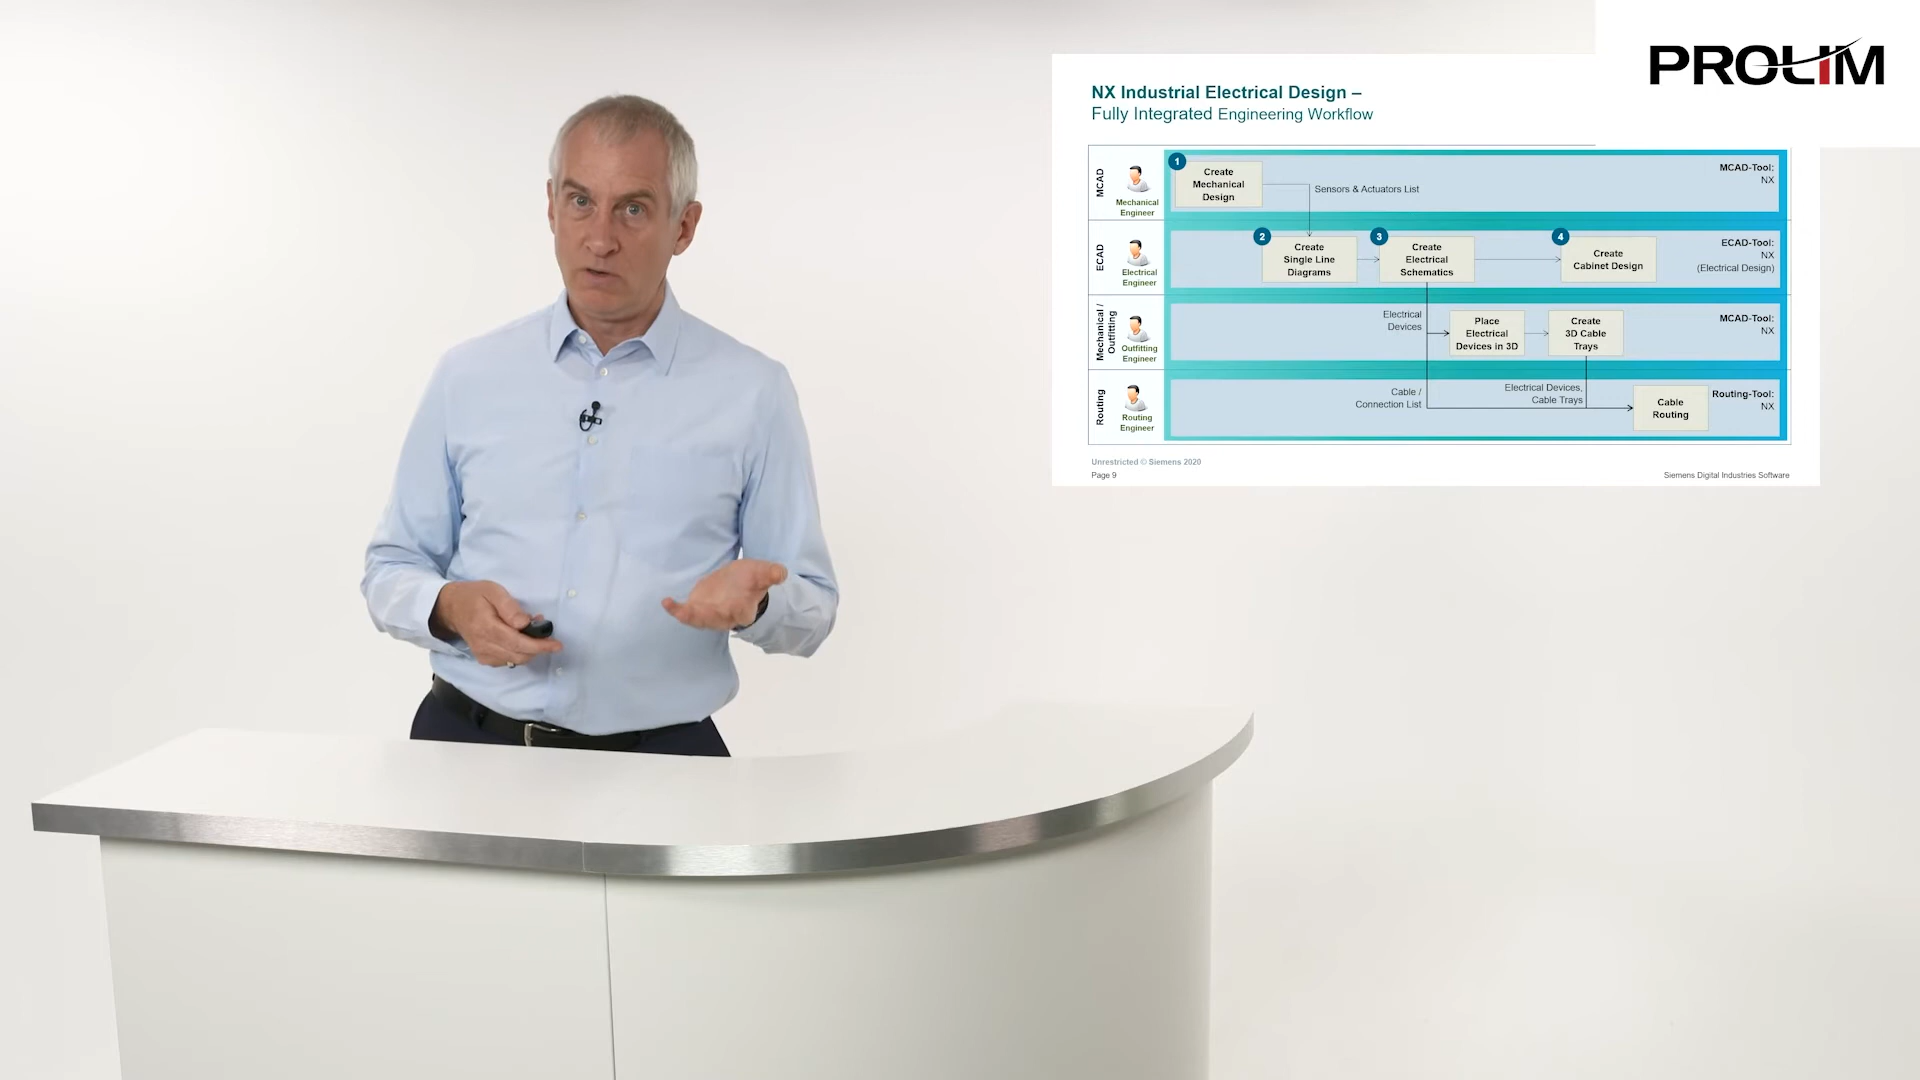 PROLIM
NX Industrial Electrical Design –
Fully Integrated Engineering Workflow
MCAD
Mechanical
Engineer
1
Create
Mechanical
Design
Sensors & Actuators List
MCAD-Tool:
NX
ECAD
Electrical
Engineer
2
Create
Single Line
Diagrams
3
Create
Electrical
Schematics
4
Create
Cabinet Design
ECAD-Tool:
NX
(Electrical Design)
Mechanical /
Outfitting
Outfitting
Engineer
Electrical
Devices
Place
Electrical
Devices in 3D
Create
3D Cable
Trays
MCAD-Tool:
NX
Routing
Routing
Engineer
Cable /
Connection List
Electrical Devices,
Cable Trays
Cable
Routing
Routing-Tool:
NX
Unrestricted © Siemens 2020
Page 9
Siemens Digital Industries Software